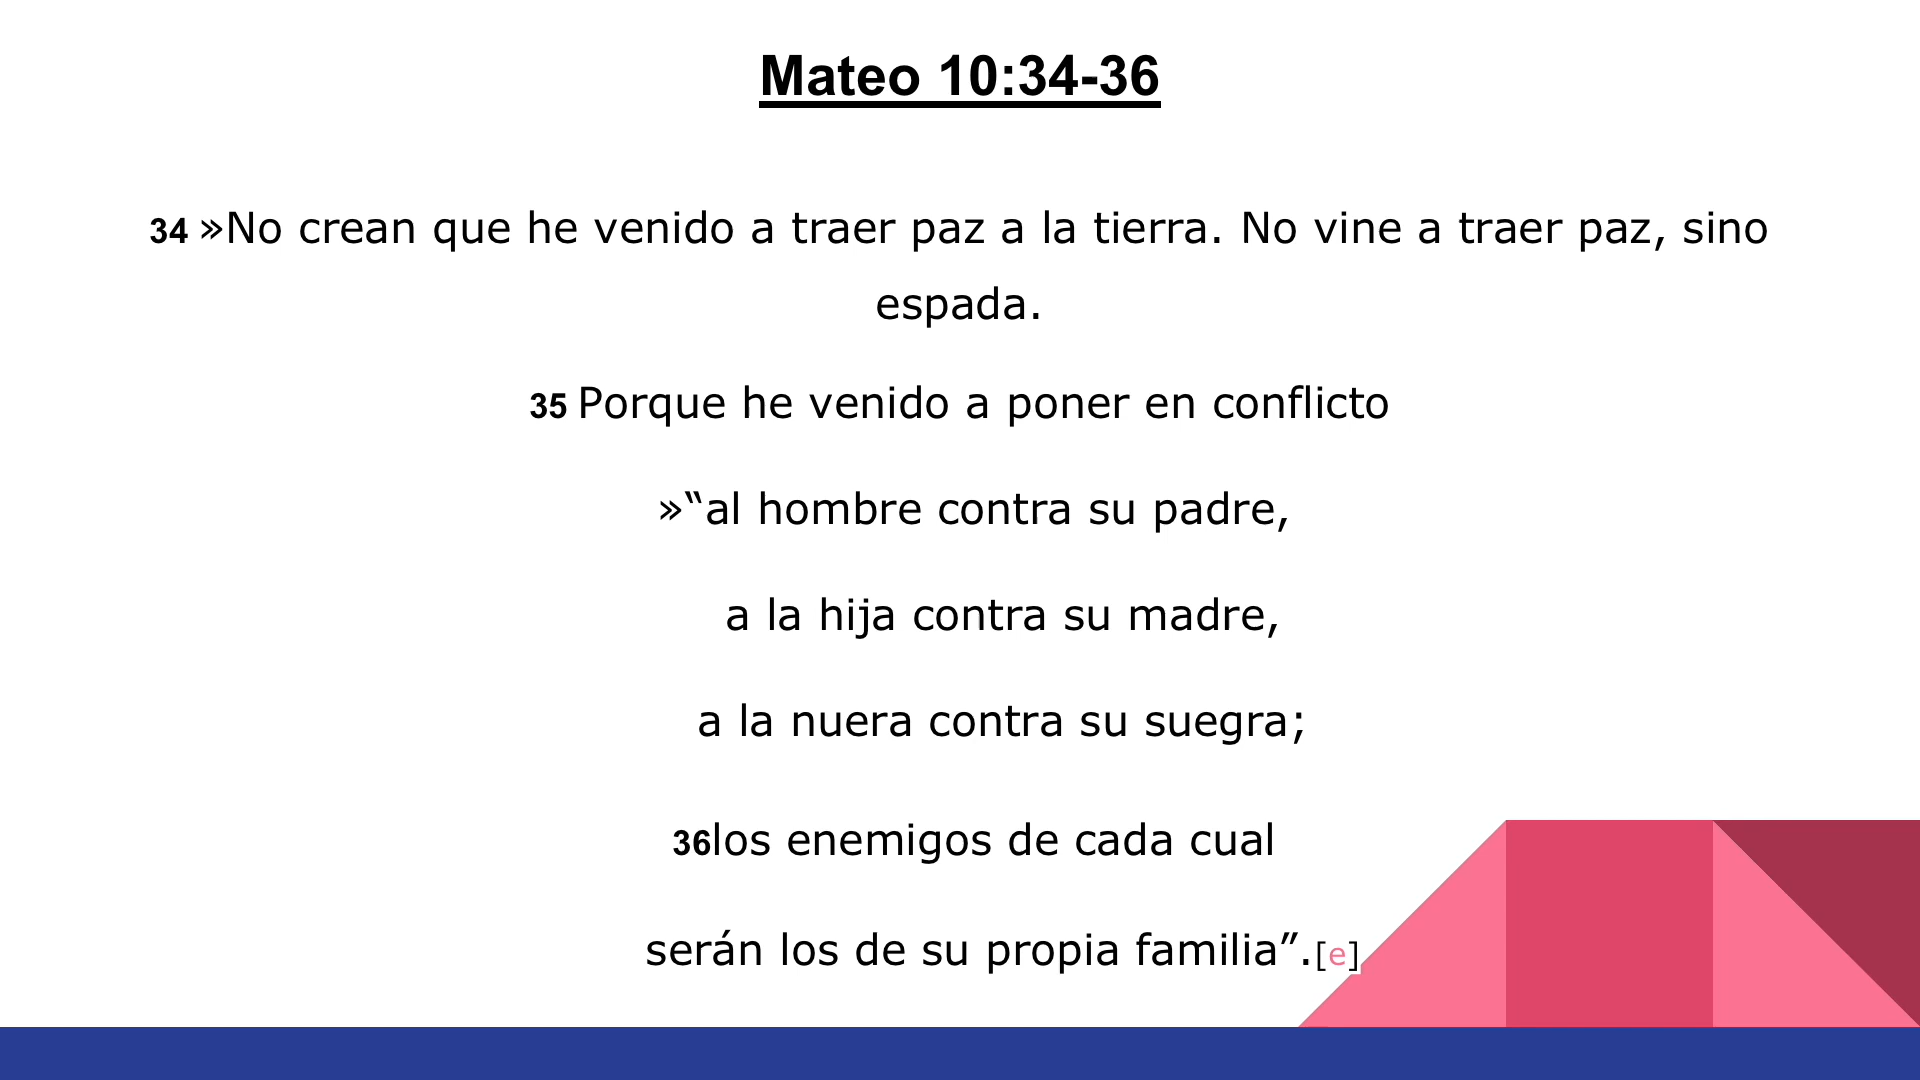 Mateo 10:34-36
34 »No crean que he venido a traer paz a la tierra. No vine a traer paz, sino
espada.
35 Porque he venido a poner en conflicto
»“al hombre contra su padre,
a la hija contra su madre,
a la nuera contra su suegra;
36los enemigos de cada cual
serán los de su propia familia”.[e]